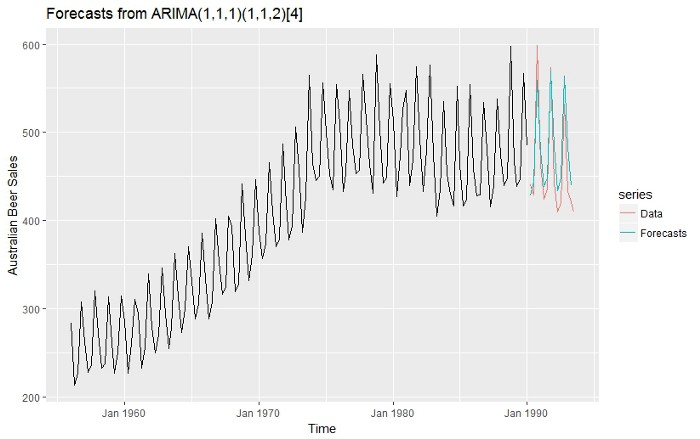 Forecasts from ARIMA(1,1,1)(1,1,2)[4]
600
500
400
300
200
Australian Beer Sales
Jan 1960
Jan 1970
Jan 1980
Jan 1990
Time
series
Data
Forecasts